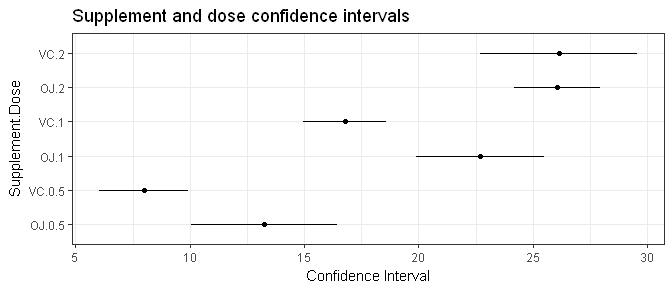 Supplement and dose confidence intervals
Supplement.Dose
VC.2
OJ.2
VC.1
OJ.1
VC.0.5
OJ.0.5
5 10 15 20 25 30
Confidence Interval